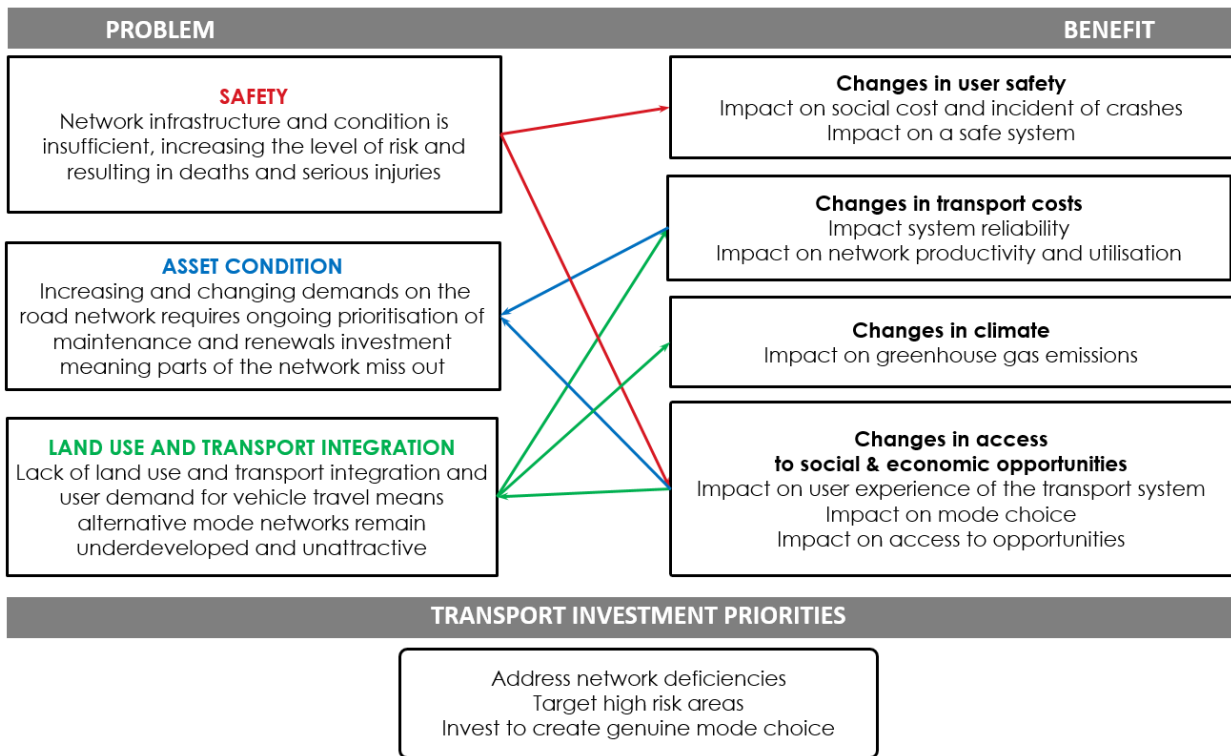 PROBLEM
BENEFIT
SAFETY
Network infrastructure and condition is
insufficient, increasing the level of risk and
resulting in deaths and serious injuries
ASSET CONDITION
Increasing and changing demands on the
road network requires ongoing prioritisation of
maintenance and renewals investment
meaning parts of the network miss out
LAND USE AND TRANSPORT INTEGRATION
Lack of land use and transport integration and
user demand for vehicle travel means
alternative mode networks remain
underdeveloped and unattractive
Changes in user safety
Impact on social cost and incident of crashes
Impact on a safe system
Changes in transport costs
Impact system reliability
Impact on network productivity and utilisation
Changes in climate
Impact on greenhouse gas emissions
Changes in access
to social & economic opportunities
Impact on user experience of the transport system
Impact on mode choice
Impact on access to opportunities
TRANSPORT INVESTMENT PRIORITIES
Address network deficiencies
Target high risk areas
Invest to create genuine mode choice